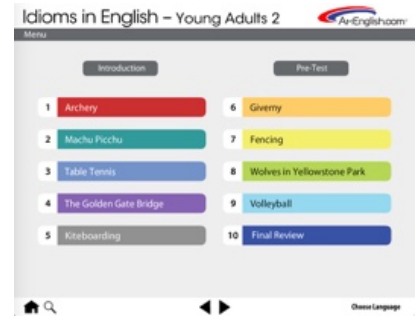 Idioms in English – Young Adults 2
Ar-English.com
Menu
Introduction
Pre-Test
1 Archery
2 Machu Picchu
3 Table Tennis
4 The Golden Gate Bridge
5 Kiteboarding
6 Giverny
7 Fencing
8 Wolves in Yellowstone Park
9 Volleyball
10 Final Review
Choose Language